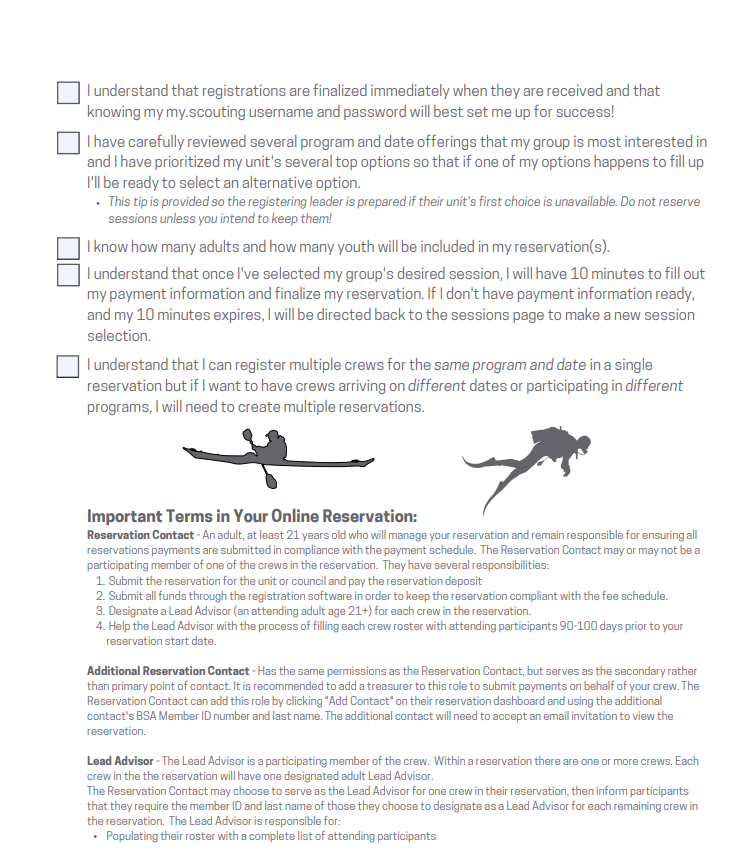 I understand that registrations are finalized immediately when they are received and that
knowing my my.scouting username and password will best set me up for success!
I have carefully reviewed several program and date offerings that my group is most interested in
and I have prioritized my unit's several top options so that if one of my options happens to fill up
I'll be ready to select an alternative option.
• This tip is provided so the registering leader is prepared if their unit's first choice is unavailable. Do not reserve
sessions unless you intend to keep them!
I know how many adults and how many youth will be included in my reservation(s).
I understand that once I've selected my group's desired session, I will have 10 minutes to fill out
my payment information and finalize my reservation. If I don't have payment information ready,
and my 10 minutes expires, I will be directed back to the sessions page to make a new session
selection.
I understand that I can register multiple crews for the same program and date in a single
reservation but if I want to have crews arriving on different dates or participating in different
programs, I will need to create multiple reservations.
Important Terms in Your Online Reservation:
Reservation Contact - An adult, at least 21 years old who will manage your reservation and remain responsible for ensuring all
reservations payments are submitted in compliance with the payment schedule. The Reservation Contact may or may not be a
participating member of one of the crews in the reservation. They have several responsibilities:
1. Submit the reservation for the unit or council and pay the reservation deposit
2. Submit all funds through the registration software in order to keep the reservation compliant with the fee schedule.
3. Designate a Lead Advisor (an attending adult age 21+) for each crew in the reservation.
4. Help the Lead Advisor with the process of filling each crew roster with attending participants 90-100 days prior to your
reservation start date.
Additional Reservation Contact - Has the same permissions as the Reservation Contact, but serves as the secondary rather
than primary point of contact. It is recommended to add a treasurer to this role to submit payments on behalf of your crew. The
Reservation Contact can add this role by clicking "Add Contact" on their reservation dashboard and using the additional
contact's BSA Member ID number and last name. The additional contact will need to accept an email invitation to view the
reservation.
Lead Advisor - The Lead Advisor is a participating member of the crew. Within a reservation there are one or more crews. Each
crew in the the reservation will have one designated adult Lead Advisor.
The Reservation Contact may choose to serve as the Lead Advisor for one crew in their reservation, then inform participants
that they require the member ID and last name of those they choose to designate as a Lead Advisor for each remaining crew in
the reservation. The Lead Advisor is responsible for:
• Populating their roster with a complete list of attending participants